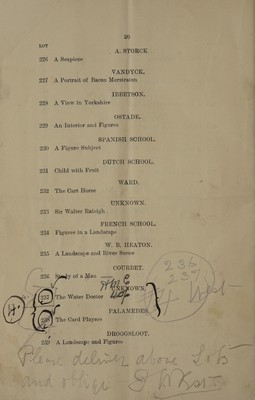 20
LOT
A. STORCK
226 A Seapiece
VANDYCK.
227 A Portrait of Baron Morstraten
IBBETSON.
228 A View in Yorkshire
OSTADE.
229 An Interior and Figures
SPANISH SCHOOL.
230 A Figure Subject
DUTCH SCHOOL.
231 Child with Fruit
WARD.
232 The Cart Horse
UNKNOWN.
233 Sir Walter Raleigh
FRENCH SCHOOL.
234 Figures in a Landscape
W. B. HEATON.
235 A Landscape and River Scene
COURBET.
236 Study of a Man
236
237
UNKNOWN.
237 The Water Doctor
PALAMEDES.
238 The Card Players
DROOGSLOOT.
239 A Landscape and Figures
Please deliver above Lots
and oblige